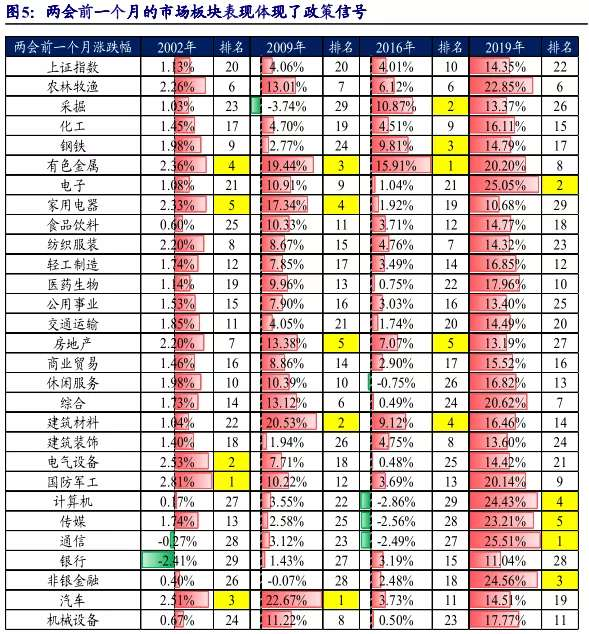 图5：两会前一个月的市场板块表现体现了政策信号
两会前一个月涨跌幅 2002年 排名 2009年 排名 2016年 排名 2019年 排名
上证指数 1.13% 20 4.06% 20 4.01% 10 14.35% 22
农林牧渔 2.26% 6 13.01% 7 6.12% 6 22.85% 6
采掘 1.03% 23 -3.74% 29 10.87% 2 13.37% 26
化工 1.45% 17 4.70% 19 4.51% 9 16.11% 15
钢铁 1.98% 9 2.77% 24 9.81% 3 14.79% 17
有色金属 2.36% 4 19.44% 3 15.91% 1 20.20% 8
电子 1.08% 21 10.91% 9 1.04% 21 25.05% 2
家用电器 2.33% 5 17.34% 4 1.92% 19 10.68% 29
食品饮料 0.60% 25 10.33% 11 3.71% 12 14.77% 18
纺织服装 2.20% 8 8.67% 15 4.76% 7 14.32% 23
轻工制造 1.74% 12 7.85% 17 3.49% 14 16.85% 12
医药生物 1.14% 19 9.96% 13 0.75% 22 17.96% 10
公用事业 1.53% 15 7.90% 16 3.03% 16 13.40% 25
交通运输 1.85% 11 4.05% 21 1.74% 20 14.49% 20
房地产 2.20% 7 13.38% 5 7.07% 5 13.19% 27
商业贸易 1.46% 16 8.86% 14 2.90% 17 15.52% 16
休闲服务 1.98% 10 10.39% 10 -0.75% 26 16.82% 13
综合 1.73% 14 13.12% 6 0.49% 24 20.62% 7
建筑材料 1.04% 22 20.53% 2 9.12% 4 16.46% 14
建筑装饰 1.40% 18 1.94% 26 4.75% 8 13.60% 24
电气设备 2.53% 2 7.71% 18 0.48% 25 14.42% 21
国防军工 2.81% 1 10.22% 12 3.69% 13 20.14% 9
计算机 0.17% 27 3.55% 22 -2.86% 29 24.43% 4
传媒 1.74% 13 2.58% 25 -2.56% 28 23.21% 5
通信 -0.27% 28 3.12% 23 -2.49% 27 25.51% 1
银行 -2.41% 29 1.43% 27 3.19% 15 11.04% 28
非银金融 0.40% 26 -0.07% 28 2.48% 18 24.56% 3
汽车 2.51% 3 22.67% 1 3.73% 11 14.51% 19
机械设备 0.67% 24 11.22% 8 0.50% 23 17.77% 11